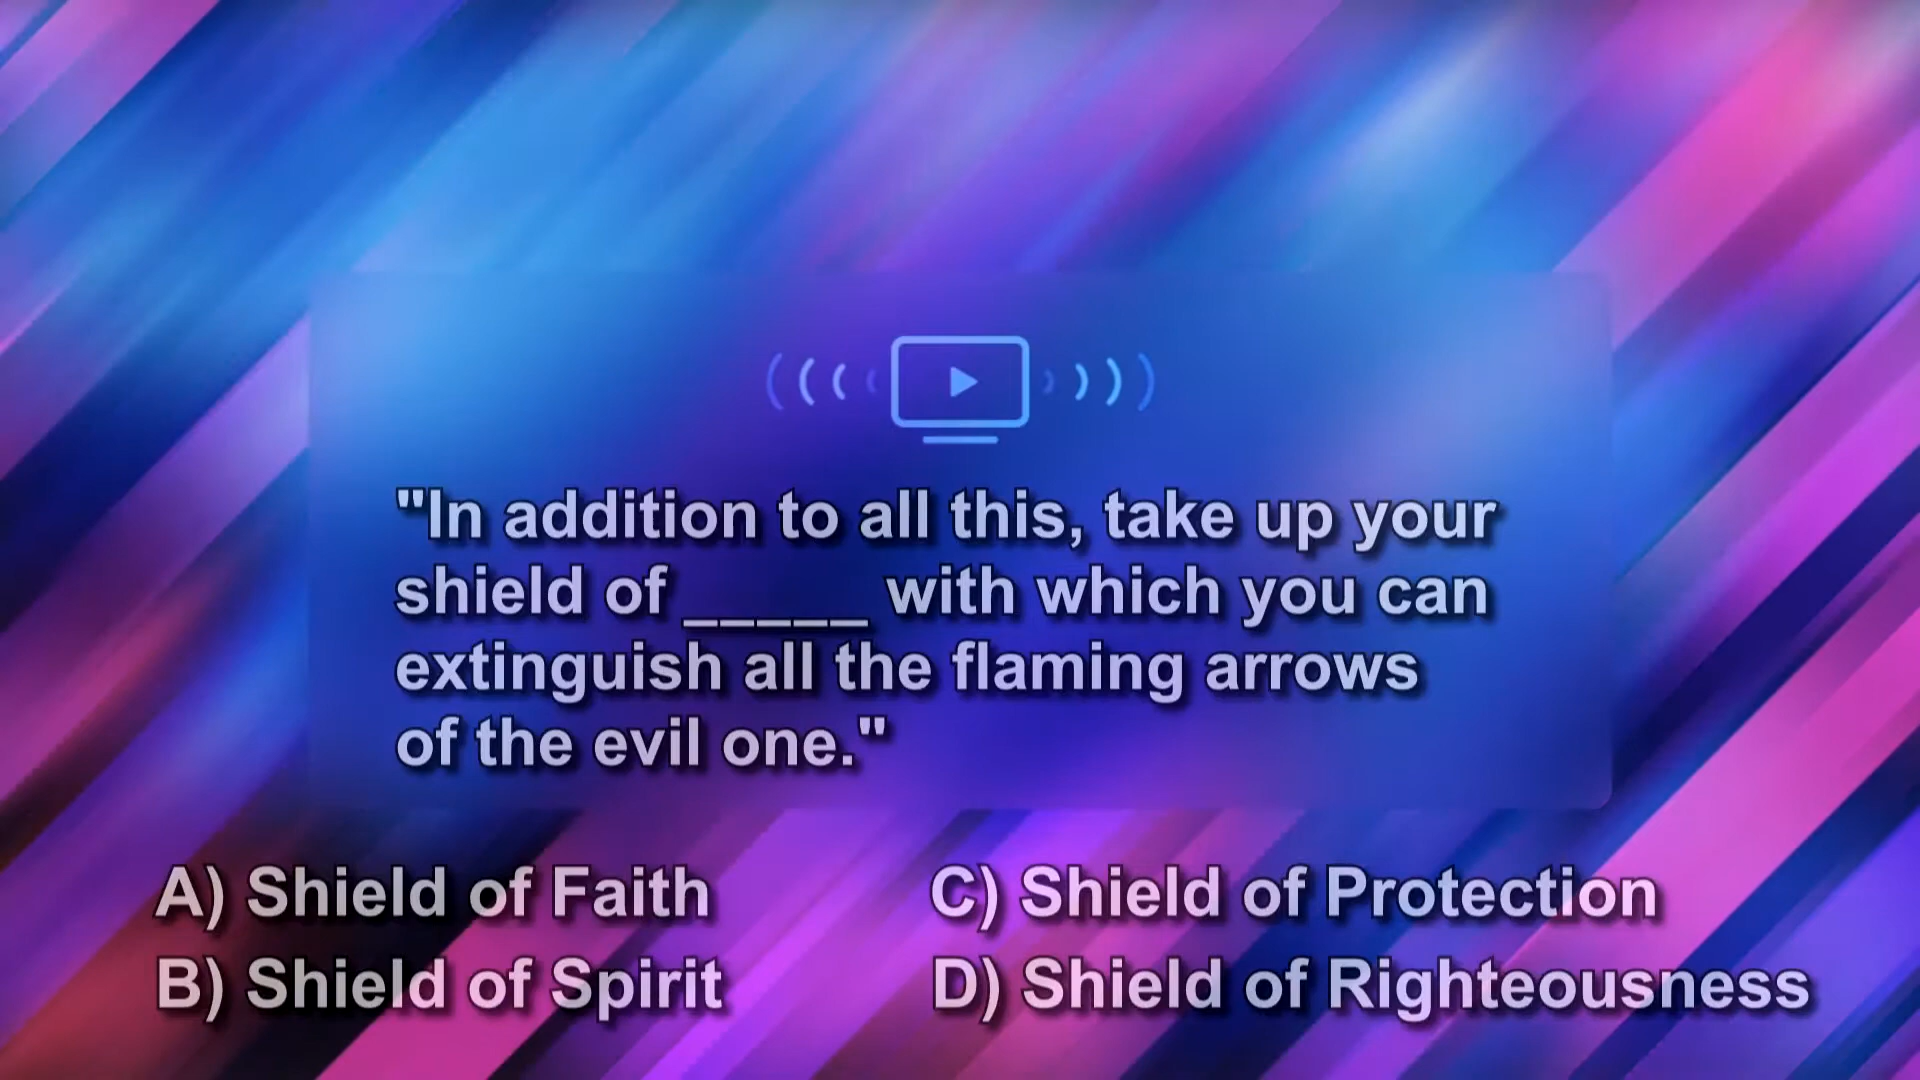 "In addition to all this, take up your
shield of _____ with which you can
extinguish all the flaming arrows
of the evil one."
A) Shield of Faith
B) Shield of Spirit
C) Shield of Protection
D) Shield of Righteousness